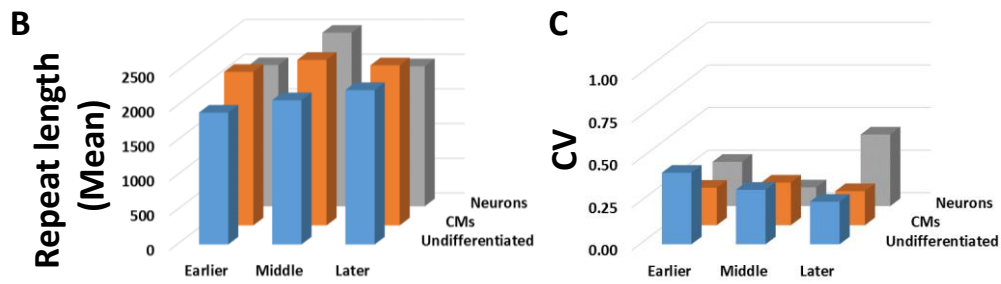 B
Repeat length
(Mean)
2500
2000
1500
1000
500
0
Neurons
CMs
Undifferentiated
Earlier
Middle
Later
C
CV
1.00
0.75
0.50
0.25
0.00
Neurons
CMs
Undifferentiated
Earlier
Middle
Later